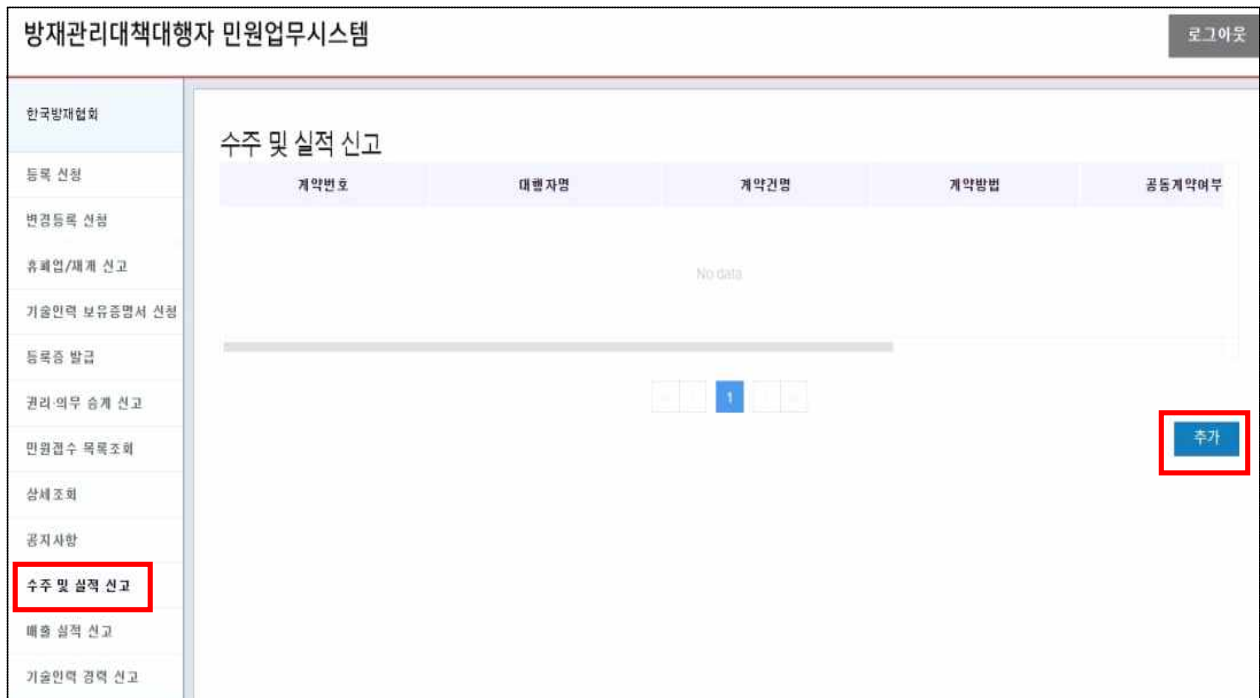 방재관리대책대행자 민원업무시스템
로그아웃
한국방재협회
등록 신청
변경등록 신청
휴폐업/재개 신고
기술인력 보유증명서 신청
등록증 발급
권리·의무 승계 신고
민원접수 목록조회
상세조회
공지사항
수주 및 실적 신고
매출 실적 신고
기술인력 경력 신고
수주 및 실적 신고
계약번호 대행자명 계약건명 계약방법 공동계약여부
No data
1
추가